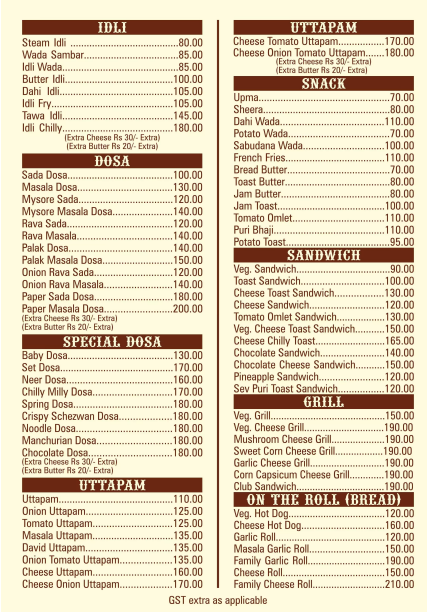 IDLI
Steam Idli ................................80.00
Wada Sambar...........................85.00
Idli Wada..................................85.00
Butter Idli................................100.00
Dahi Idli..................................105.00
Idli Fry.....................................105.00
Tawa Idli.................................145.00
Idli Chilly.................................180.00
(Extra Cheese Rs 30/- Extra)
(Extra Butter Rs 20/- Extra)
DOSA
Sada Dosa...............................100.00
Masala Dosa............................130.00
Mysore Sada............................120.00
Mysore Masala Dosa................140.00
Rava Sada................................120.00
Rava Masala............................140.00
Palak Dosa...............................140.00
Palak Masala Dosa...................150.00
Onion Rava Sada......................120.00
Onion Rava Masala...................140.00
Paper Sada Dosa......................180.00
Paper Masala Dosa...................200.00
(Extra Cheese Rs 30/- Extra)
(Extra Butter Rs 20/- Extra)
SPECIAL DOSA
Baby Dosa...............................130.00
Set Dosa..................................170.00
Neer Dosa................................160.00
Chilly Milly Dosa......................170.00
Spring Dosa.............................180.00
Crispy Schezwan Dosa..............180.00
Noodle Dosa............................180.00
Manchurian Dosa.....................180.00
Chocolate Dosa........................180.00
(Extra Cheese Rs 30/- Extra)
(Extra Butter Rs 20/- Extra)
UTTAPAM
Uttapam..................................110.00
Onion Uttapam.........................125.00
Tomato Uttapam.......................125.00
Masala Uttapam.......................135.00
David Uttapam.........................135.00
Onion Tomato Uttapam.............135.00
Cheese Uttapam.......................160.00
Cheese Onion Uttapam.............170.00
UTTAPAM
Cheese Tomato Uttapam.................170.00
Cheese Onion Tomato Uttapam.......180.00
(Extra Cheese Rs 30/- Extra)
(Extra Butter Rs 20/- Extra)
SNACK
Upma..............................................70.00
Sheera............................................80.00
Dahi Wada......................................110.00
Potato Wada...................................70.00
Sabudana Wada..............................100.00
French Fries....................................110.00
Bread Butter....................................70.00
Toast Butter....................................80.00
Jam Butter......................................80.00
Jam Toast.......................................100.00
Tomato Omlet.................................110.00
Puri Bhaji........................................110.00
Potato Toast....................................95.00
SANDWICH
Veg. Sandwich.................................90.00
Toast Sandwich...............................100.00
Cheese Toast Sandwich...................130.00
Cheese Sandwich............................120.00
Tomato Omlet Sandwich..................130.00
Veg. Cheese Toast Sandwich...........150.00
Cheese Chilly Toast.........................165.00
Chocolate Sandwich........................140.00
Chocolate Cheese Sandwich...........150.00
Pineapple Sandwich........................120.00
Sev Puri Toast Sandwich.................120.00
GRILL
Veg. Grill.........................................150.00
Veg. Cheese Grill.............................190.00
Mushroom Cheese Grill...................190.00
Sweet Corn Cheese Grill..................190.00
Garlic Cheese Grill...........................190.00
Corn Capsicum Cheese Grill............190.00
Club Sandwich................................190.00
ON THE ROLL (BREAD)
Veg. Hot Dog...................................120.00
Cheese Hot Dog..............................160.00
Garlic Roll.......................................120.00
Masala Garlic Roll...........................150.00
Family Garlic Roll............................190.00
Cheese Roll.....................................150.00
Family Cheese Roll..........................210.00
GST extra as applicable